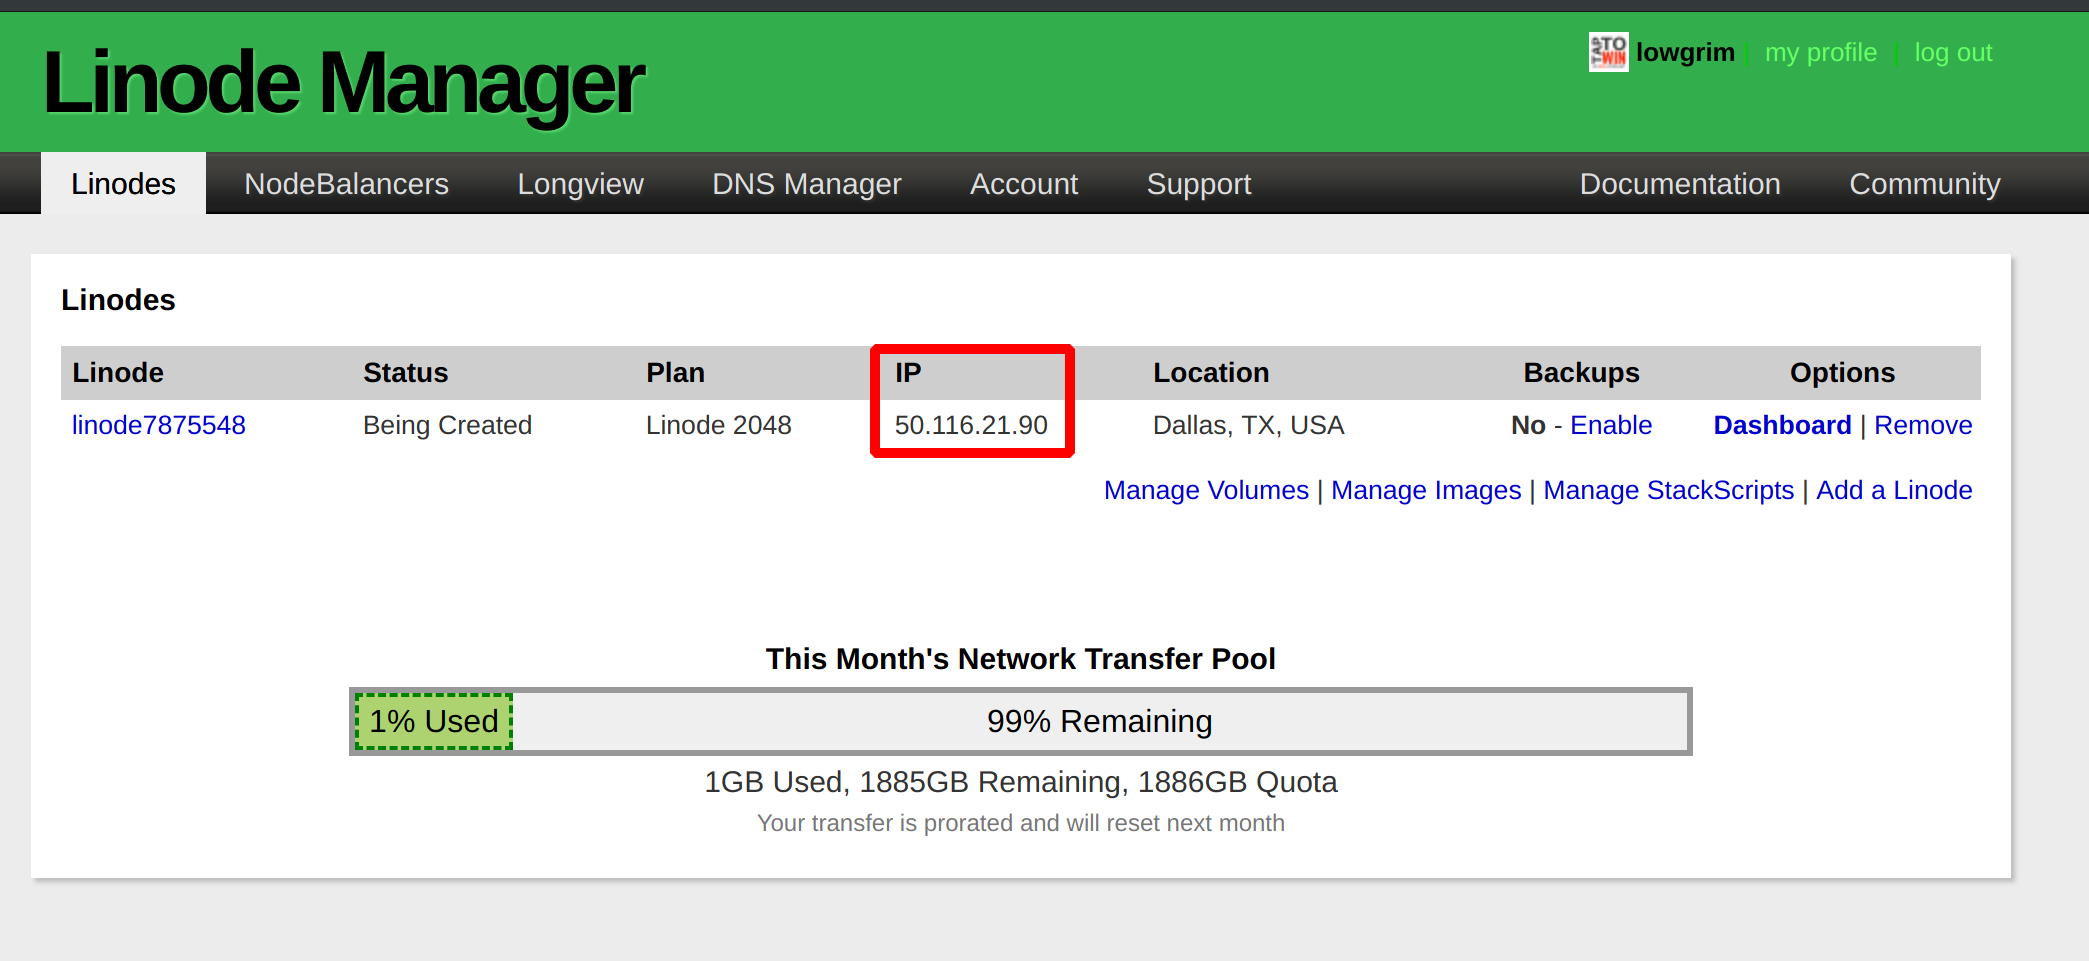 Linode Manager
TAP TO WIN
lowgrim | my profile | log out
Linodes NodeBalancers Longview DNS Manager Account Support Documentation Community
Linodes
Linode Status Plan IP Location Backups Options
linode7875548 Being Created Linode 2048 50.116.21.90 Dallas, TX, USA No - Enable Dashboard | Remove
Manage Volumes | Manage Images | Manage StackScripts | Add a Linode
This Month's Network Transfer Pool
1% Used 99% Remaining
1GB Used, 1885GB Remaining, 1886GB Quota
Your transfer is prorated and will reset next month